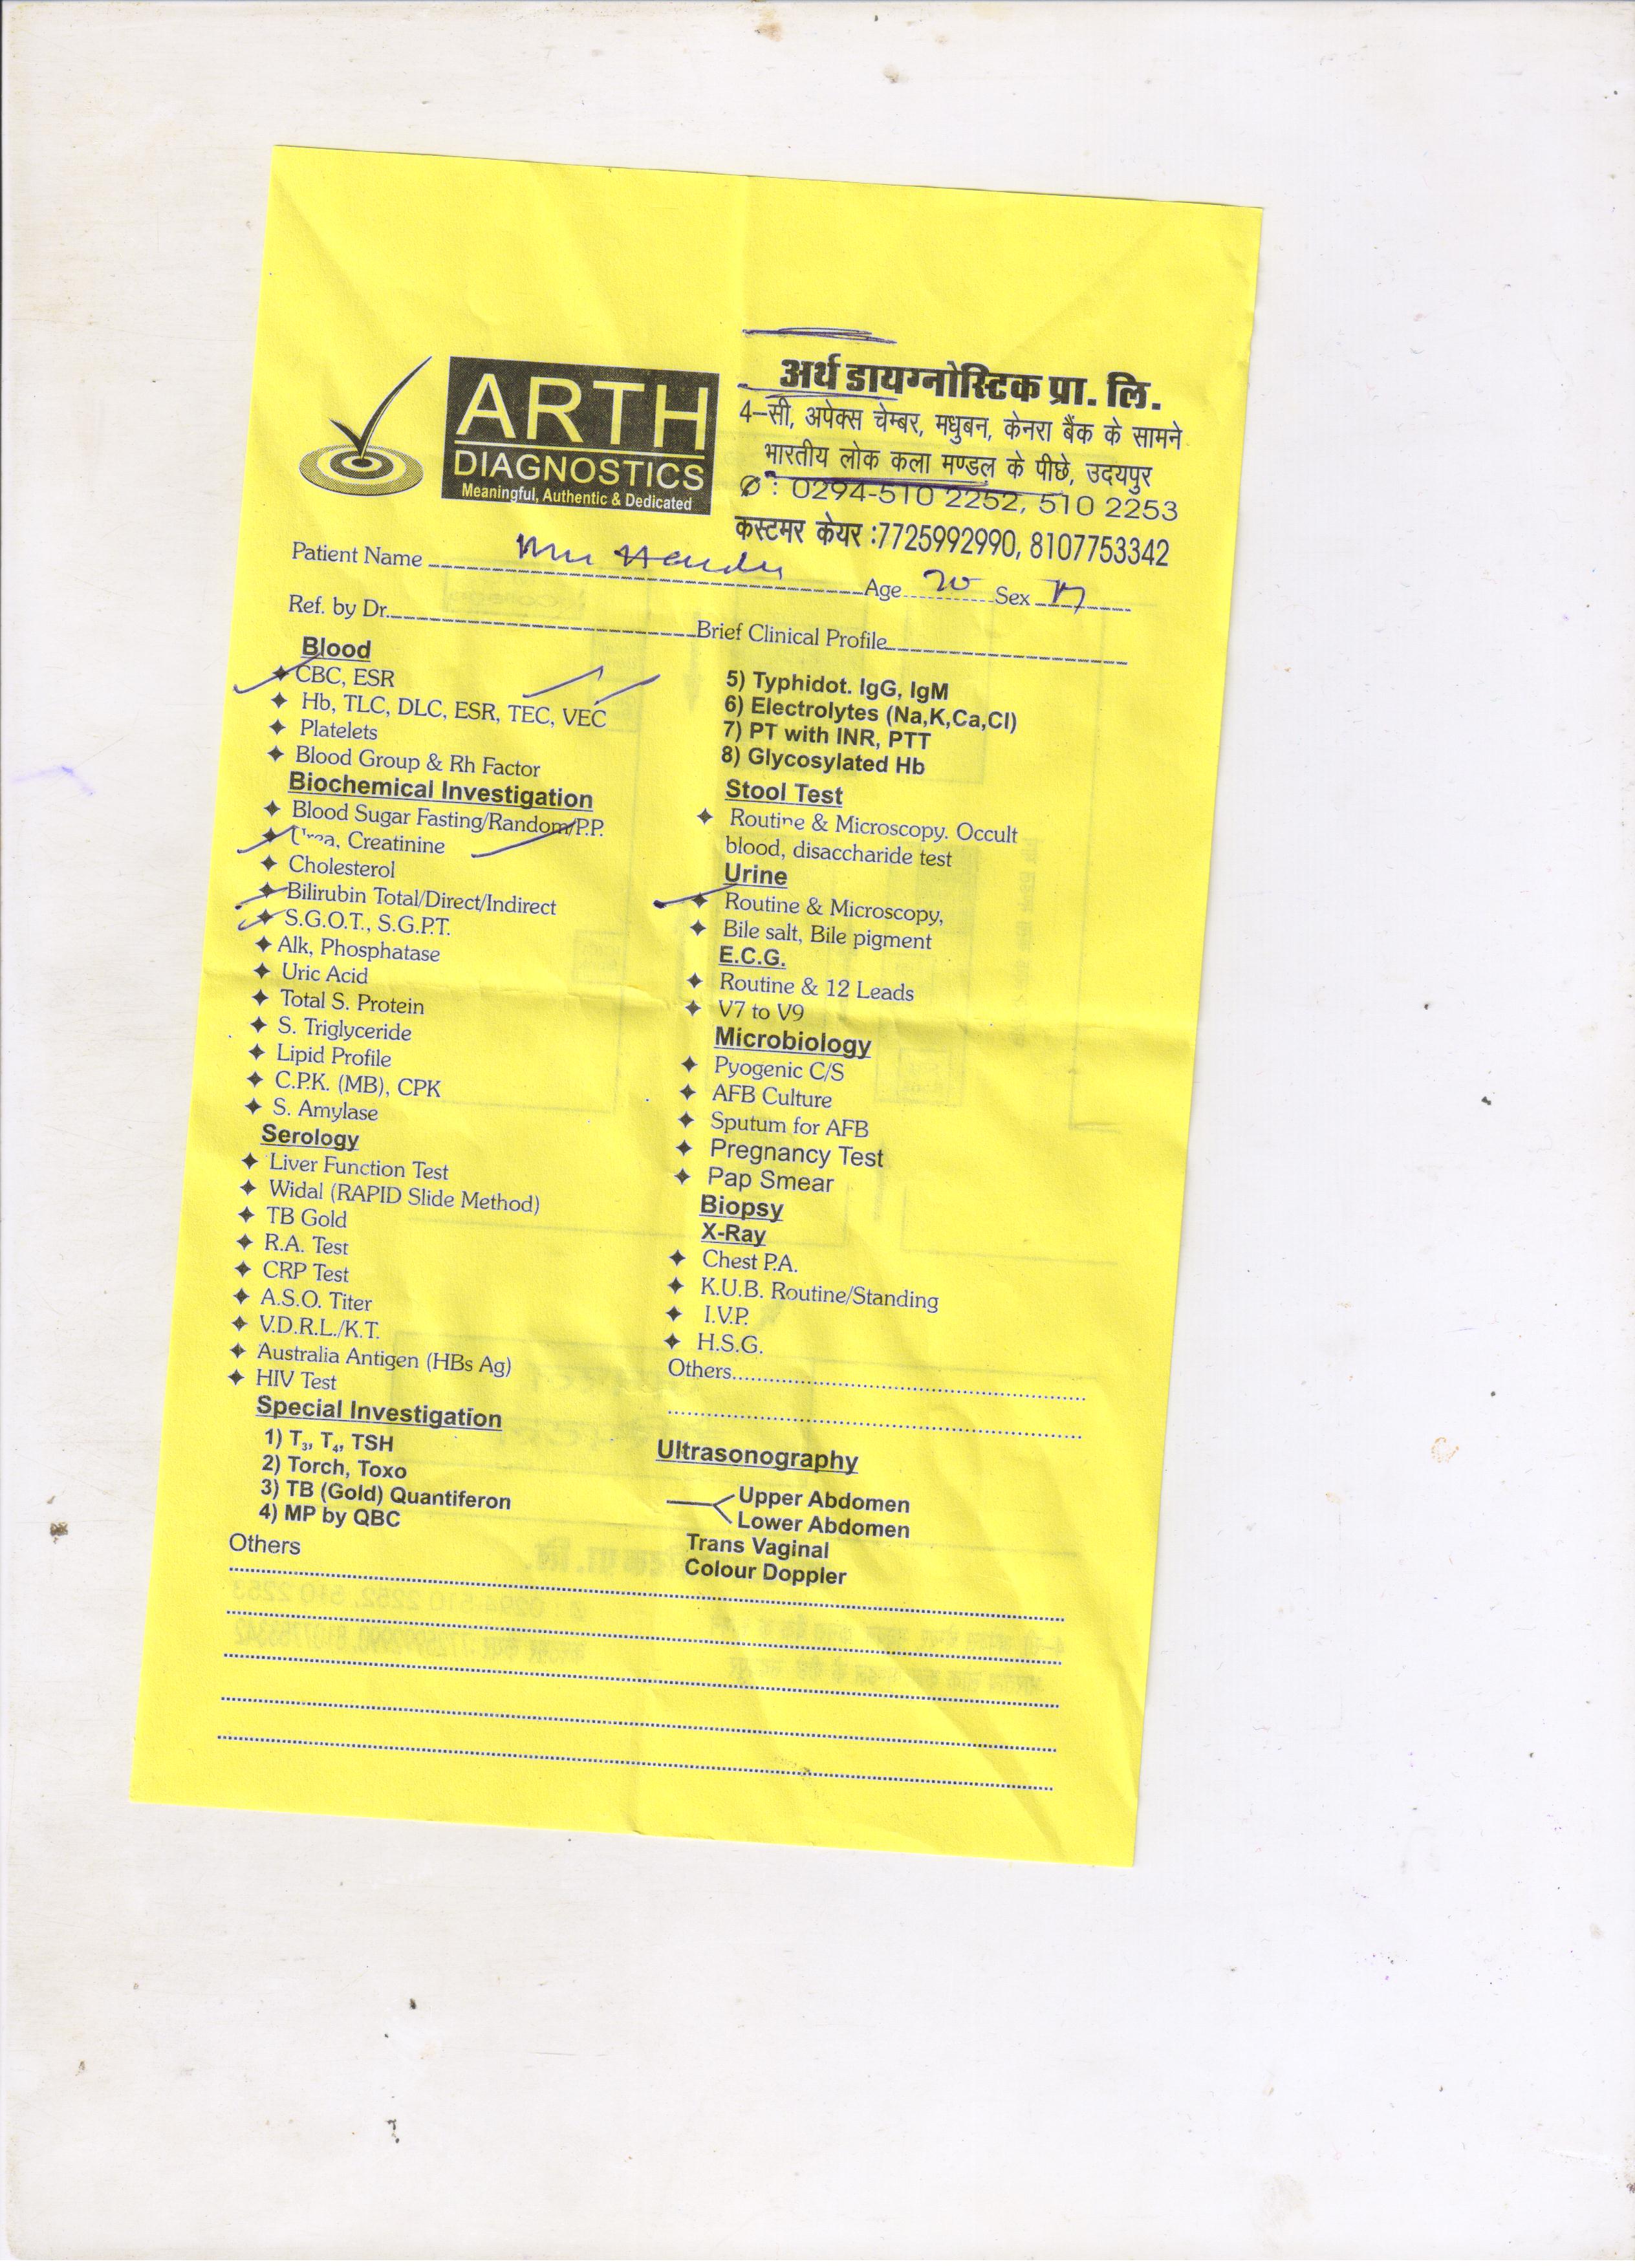 ARTH
DIAGNOSTICS
Meaningful, Authentic & Dedicated
अर्थ डायग्नोस्टिक प्रा. लि.
4–सी, अपेक्स चेम्बर, मधुबन, केनरा बैंक के सामने
भारतीय लोक कला मण्डल के पीछे, उदयपुर
✆ : 0294-510 2252, 510 2253
कस्टमर केयर :7725992990, 8107753342
Patient Name Age Sex
Ref. by Dr. Brief Clinical Profile
Blood
CBC, ESR
Hb, TLC, DLC, ESR, TEC, VEC
Platelets
Blood Group & Rh Factor
Biochemical Investigation
Blood Sugar Fasting/Random/P.P.
Urea, Creatinine
Cholesterol
Bilirubin Total/Direct/Indirect
S.G.O.T., S.G.P.T.
Alk, Phosphatase
Uric Acid
Total S. Protein
S. Triglyceride
Lipid Profile
C.P.K. (MB), CPK
S. Amylase
Serology
Liver Function Test
Widal (RAPID Slide Method)
TB Gold
R.A. Test
CRP Test
A.S.O. Titer
V.D.R.L./K.T.
Australia Antigen (HBs Ag)
HIV Test
Special Investigation
1) T₃, T₄, TSH
2) Torch, Toxo
3) TB (Gold) Quantiferon
4) MP by QBC
Others
5) Typhidot. IgG, IgM
6) Electrolytes (Na,K,Ca,Cl)
7) PT with INR, PTT
8) Glycosylated Hb
Stool Test
Routine & Microscopy. Occult
blood, disaccharide test
Urine
Routine & Microscopy,
Bile salt, Bile pigment
E.C.G.
Routine & 12 Leads
V7 to V9
Microbiology
Pyogenic C/S
AFB Culture
Sputum for AFB
Pregnancy Test
Pap Smear
Biopsy
X-Ray
Chest P.A.
K.U.B. Routine/Standing
I.V.P.
H.S.G.
Others
Ultrasonography
Upper Abdomen
Lower Abdomen
Trans Vaginal
Colour Doppler